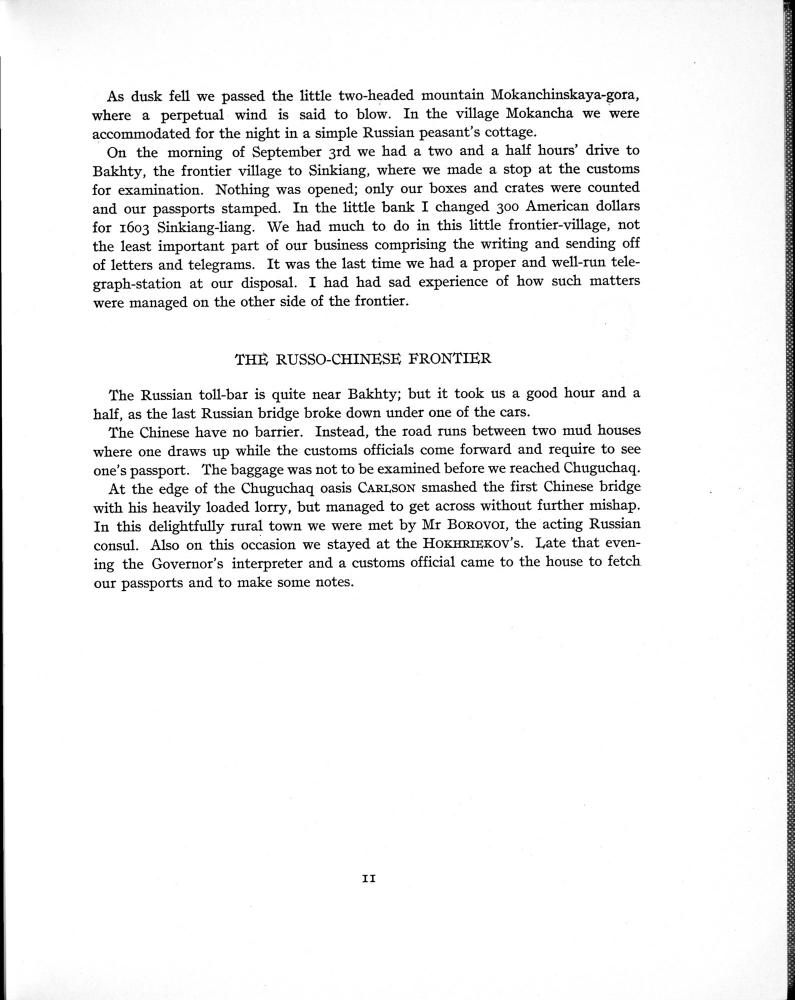 As dusk fell we passed the little two-headed mountain Mokanchinskaya-gora,
where a perpetual wind is said to blow. In the village Mokancha we were
accommodated for the night in a simple Russian peasant's cottage.
On the morning of September 3rd we had a two and a half hours' drive to
Bakhty, the frontier village to Sinkiang, where we made a stop at the customs
for examination. Nothing was opened; only our boxes and crates were counted
and our passports stamped. In the little bank I changed 300 American dollars
for 1603 Sinkiang-liang. We had much to do in this little frontier-village, not
the least important part of our business comprising the writing and sending off
of letters and telegrams. It was the last time we had a proper and well-run tele-
graph-station at our disposal. I had had sad experience of how such matters
were managed on the other side of the frontier.
THE RUSSO-CHINESE FRONTIER
The Russian toll-bar is quite near Bakhty; but it took us a good hour and a
half, as the last Russian bridge broke down under one of the cars.
The Chinese have no barrier. Instead, the road runs between two mud houses
where one draws up while the customs officials come forward and require to see
one's passport. The baggage was not to be examined before we reached Chuguchaq.
At the edge of the Chuguchaq oasis CARLSON smashed the first Chinese bridge
with his heavily loaded lorry, but managed to get across without further mishap.
In this delightfully rural town we were met by Mr BOROVOI, the acting Russian
consul. Also on this occasion we stayed at the HOKHRIEKOV's. Late that even-
ing the Governor's interpreter and a customs official came to the house to fetch
our passports and to make some notes.
11